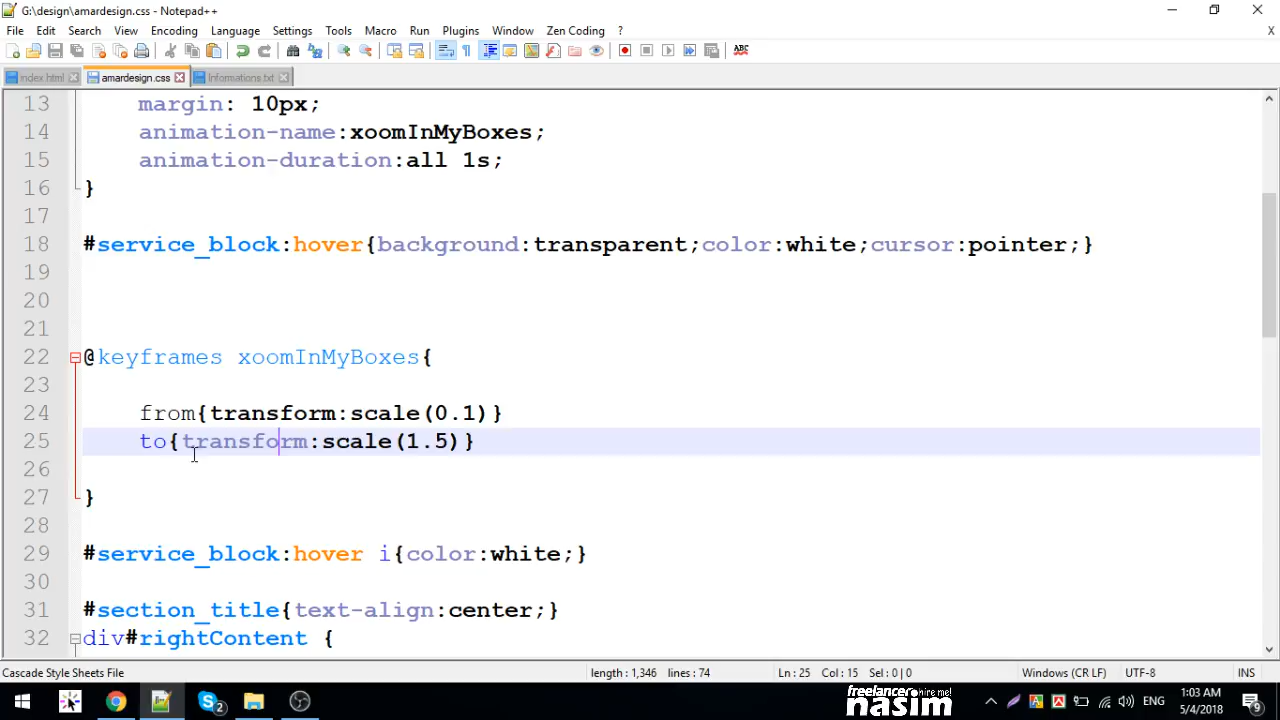 G:\design\amardesign.css - Notepad++
File Edit Search View Encoding Language Settings Tools Macro Run Plugins Window Zen Coding ? X
ABC
index html amardesign.css Informations.txt
13 margin: 10px;
14 animation-name:xoomInMyBoxes;
15 animation-duration:all 1s;
16 }
17
18 #service_block:hover{background:transparent;color:white;cursor:pointer;}
19
20
21
22 @keyframes xoomInMyBoxes{
23
24 from{transform:scale(0.1)}
25 to{transform:scale(1.5)}
26
27 }
28
29 #service_block:hover i{color:white;}
30
31 #section_title{text-align:center;}
32 div#rightContent {
Cascade Style Sheets File length : 1,346 lines : 74 Ln : 25 Col : 15 Sel : 0 | 0 Windows (CR LF) UTF-8 INS
2
freelancer hire me!
nasim
ENG
1:03 AM
5/4/2018
9